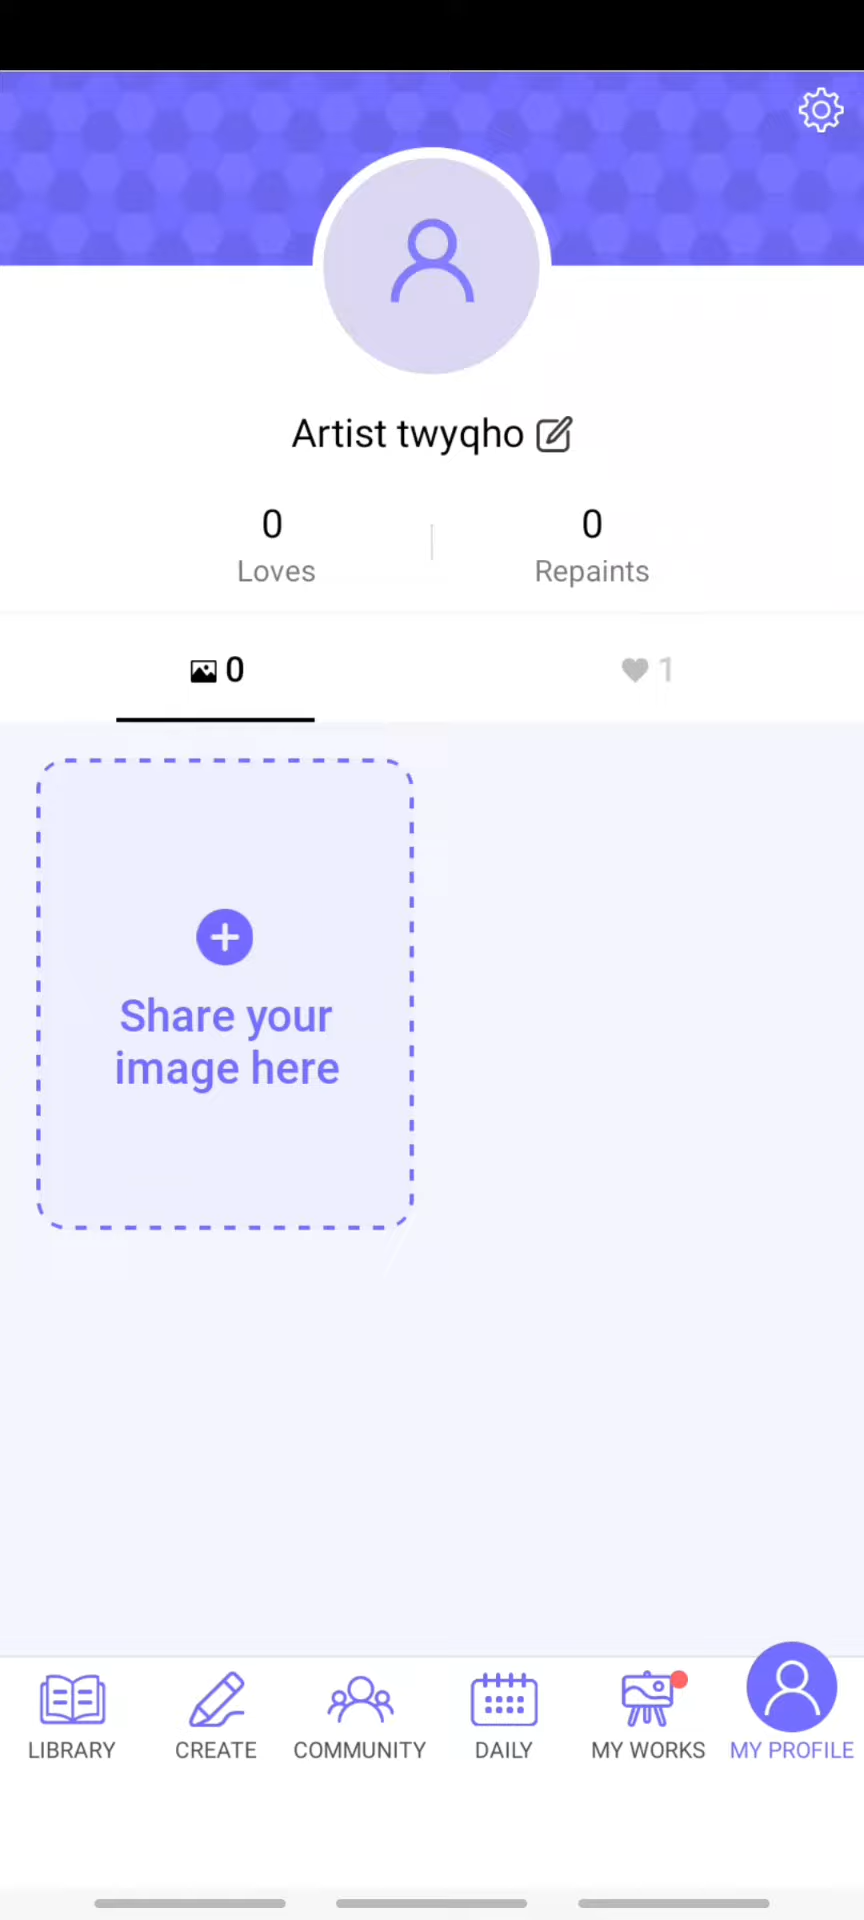 Artist twyqho
0
0
Loves
Repaints
0
1
Share your
image here
LIBRARY
CREATE
COMMUNITY
DAILY
MY WORKS
MY PROFILE